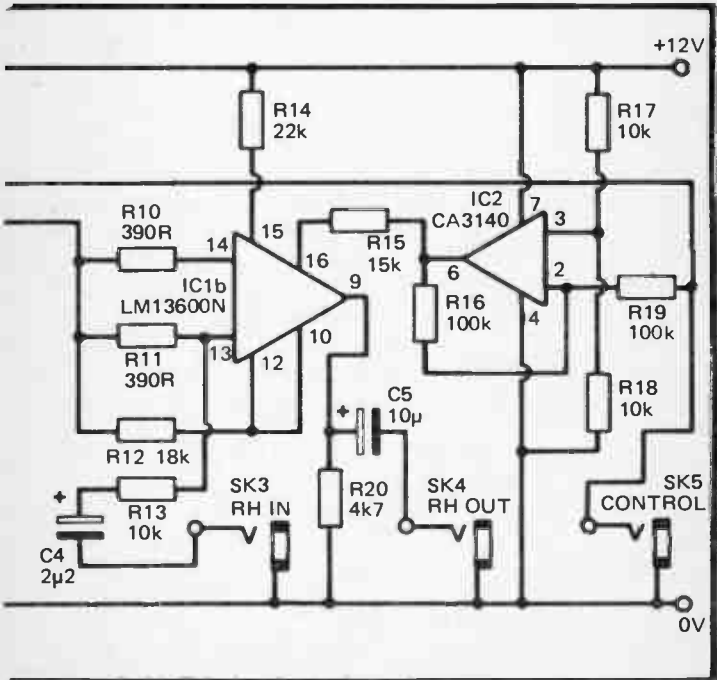 +12V
R14
22k
R17
10k
R10
390R
15
14
IC1b
LM13600N
16
R15
15k
9
10
IC2
CA3140
7
3
6
2
4
R16
100k
R19
100k
R11
390R
13
12
R12 18k
R18
10k
+
C5
10µ
+
R13
10k
C4
2µ2
SK3
RH IN
R20
4k7
SK4
RH OUT
SK5
CONTROL
0V